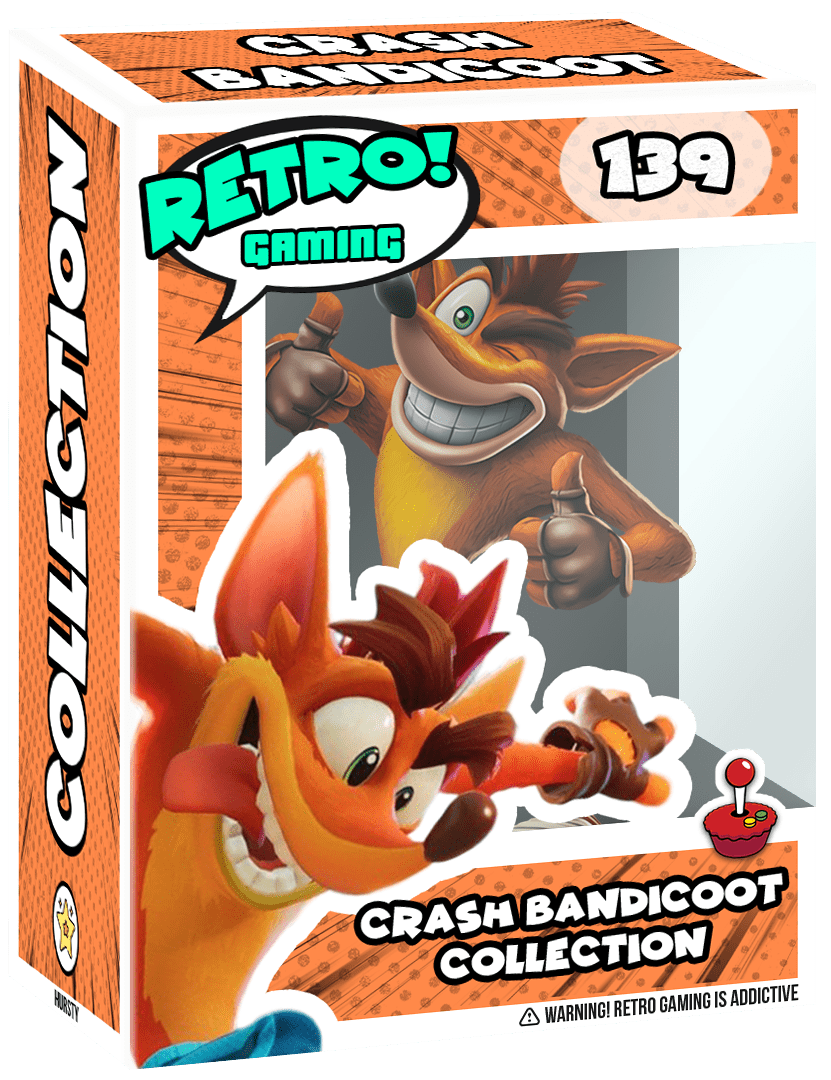 CRASH
BANDICOOT
RETRO!
GAMING
139
COLLECTION
CRASH BANDICOOT
COLLECTION
HURSTY
⚠ WARNING! RETRO GAMING IS ADDICTIVE